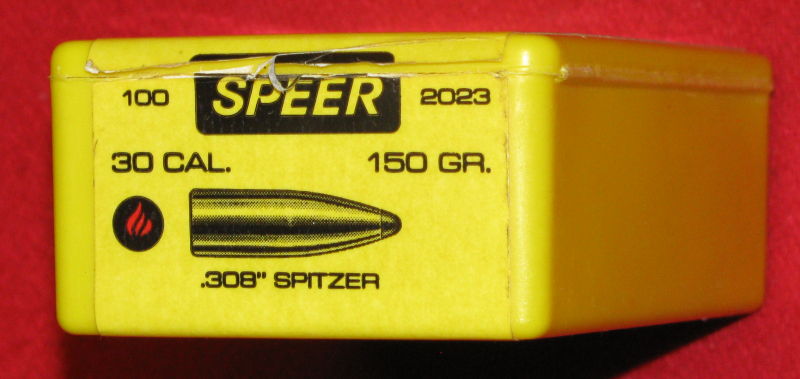 100 SPEER 2023
30 CAL. 150 GR.
.308" SPITZER